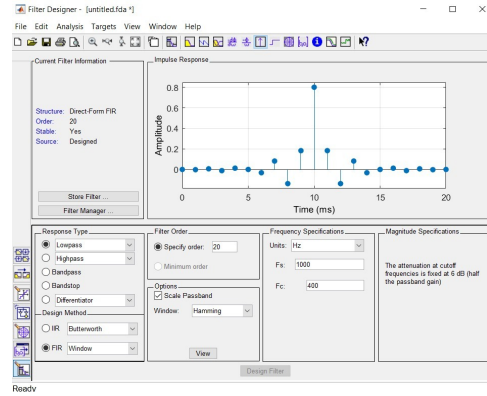 Filter Designer - [untitled.fda *]
File Edit Analysis Targets View Window Help
Current Filter Information
Structure: Direct-Form FIR
Order: 20
Stable: Yes
Source: Designed
Store Filter ...
Filter Manager ...
Impulse Response
0.8
0.6
0.4
0.2
0
Amplitude
0 5 10 15 20
Time (ms)
Response Type
Lowpass
Highpass
Bandpass
Bandstop
Differentiator
Design Method
IIR Butterworth
FIR Window
Filter Order
Specify order: 20
Minimum order
Options
Scale Passband
Window: Hamming
View
Frequency Specifications
Units: Hz
Fs: 1000
Fc: 400
Magnitude Specifications
The attenuation at cutoff
frequencies is fixed at 6 dB (half
the passband gain)
Design Filter
Ready